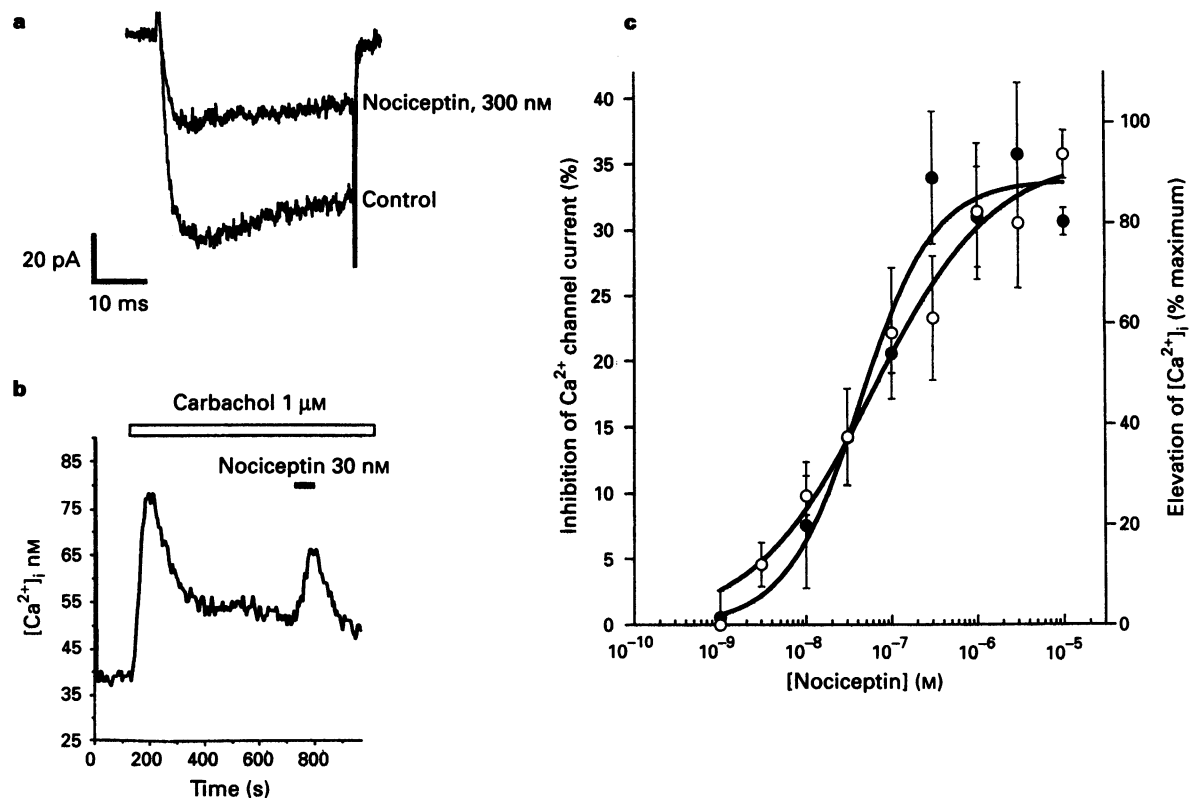 a
Nociceptin, 300 nM
Control
20 pA
10 ms
b
Carbachol 1 μM
Nociceptin 30 nM
85
75
65
55
45
35
25
[Ca²⁺]ᵢ nM
0 200 400 600 800
Time (s)
c
Inhibition of Ca²⁺ channel current (%)
40
35
30
25
20
15
10
5
0
10⁻¹⁰ 10⁻⁹ 10⁻⁸ 10⁻⁷ 10⁻⁶ 10⁻⁵
[Nociceptin] (M)
100
80
60
40
20
0
Elevation of [Ca²⁺]ᵢ (% maximum)